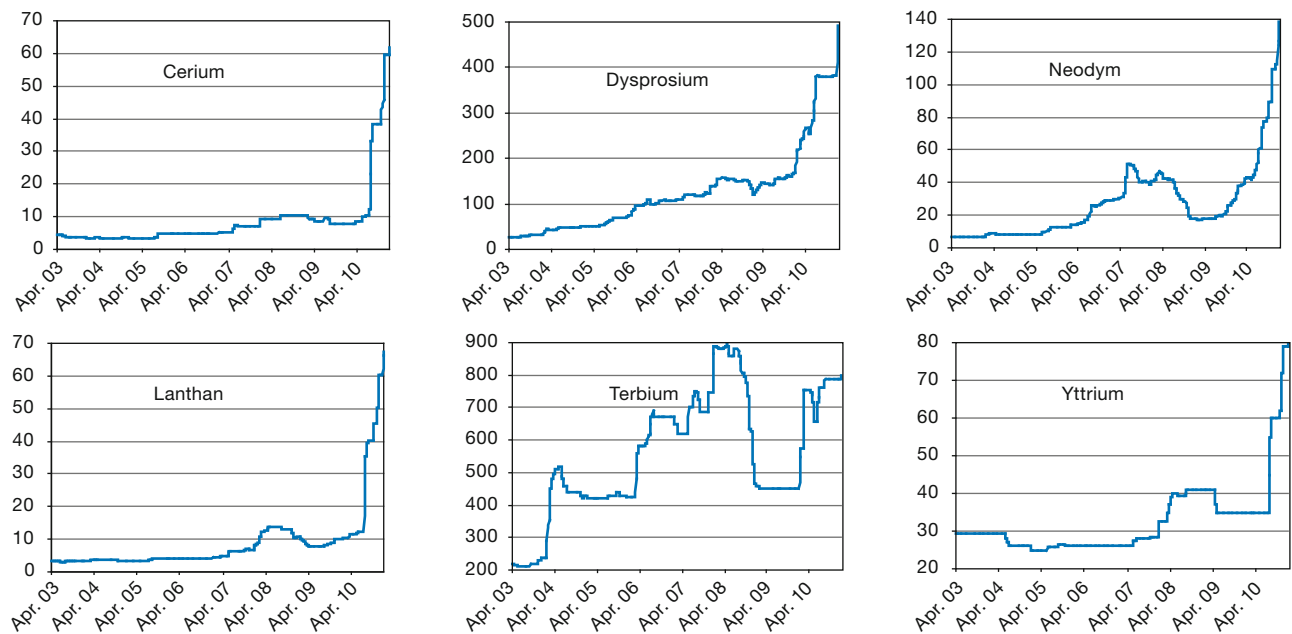 70
60
50
40
30
20
10
0
Cerium
Apr. 03
Apr. 04
Apr. 05
Apr. 06
Apr. 07
Apr. 08
Apr. 09
Apr. 10
500
400
300
200
100
0
Dysprosium
Apr. 03
Apr. 04
Apr. 05
Apr. 06
Apr. 07
Apr. 08
Apr. 09
Apr. 10
140
120
100
80
60
40
20
0
Neodym
Apr. 03
Apr. 04
Apr. 05
Apr. 06
Apr. 07
Apr. 08
Apr. 09
Apr. 10
70
60
50
40
30
20
10
0
Lanthan
Apr. 03
Apr. 04
Apr. 05
Apr. 06
Apr. 07
Apr. 08
Apr. 09
Apr. 10
900
800
700
600
500
400
300
200
Terbium
Apr. 03
Apr. 04
Apr. 05
Apr. 06
Apr. 07
Apr. 08
Apr. 09
Apr. 10
80
70
60
50
40
30
20
Yttrium
Apr. 03
Apr. 04
Apr. 05
Apr. 06
Apr. 07
Apr. 08
Apr. 09
Apr. 10